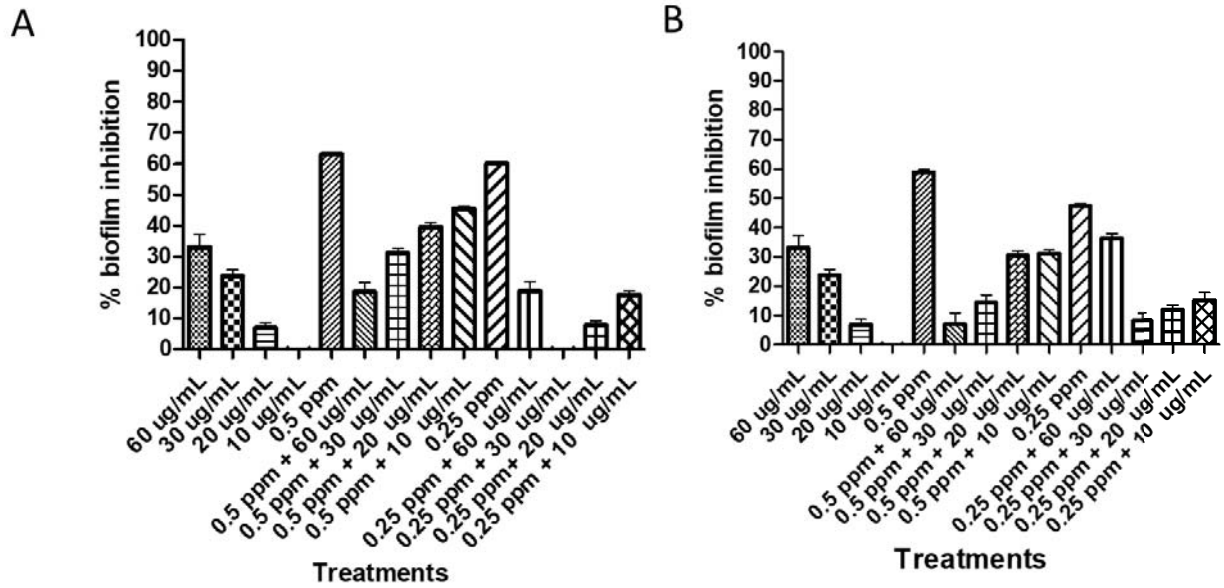 A
% biofilm inhibition
100
90
80
70
60
50
40
30
20
10
0
60 ug/mL
30 ug/mL
20 ug/mL
10 ug/mL
0.5 ppm
0.5 ppm + 60 ug/mL
0.5 ppm + 30 ug/mL
0.5 ppm + 20 ug/mL
0.5 ppm + 10 ug/mL
0.25 ppm
0.25 ppm + 60 ug/mL
0.25 ppm + 30 ug/mL
0.25 ppm+ 20 ug/mL
0.25 ppm + 10 ug/mL
Treatments
B
% biofilm inhibition
100
90
80
70
60
50
40
30
20
10
0
60 ug/mL
30 ug/mL
20 ug/mL
10 ug/mL
0.5 ppm
0.5 ppm + 60 ug/mL
0.5 ppm + 30 ug/mL
0.5 ppm + 20 ug/mL
0.5 ppm + 10 ug/mL
0.25 ppm
0.25 ppm + 60 ug/mL
0.25 ppm + 30 ug/mL
0.25 ppm + 20 ug/mL
0.25 ppm + 10 ug/mL
Treatments